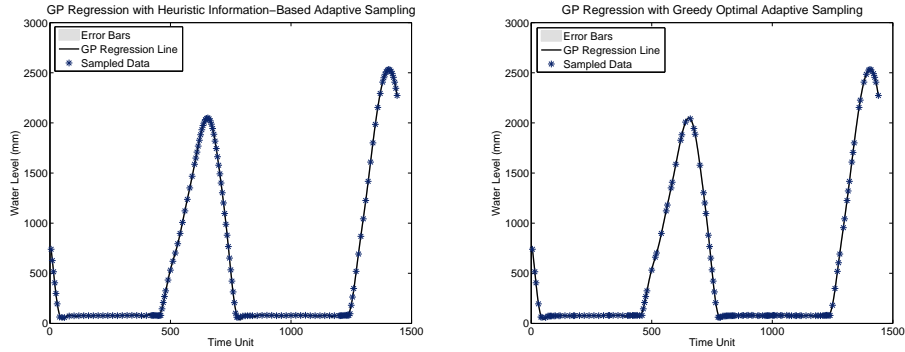 GP Regression with Heuristic Information−Based Adaptive Sampling
3000
2500
2000
1500
1000
500
0
Water Level (mm)
Error Bars
GP Regression Line
Sampled Data
0 500 1000 1500
Time Unit
GP Regression with Greedy Optimal Adaptive Sampling
3000
2500
2000
1500
1000
500
0
Water Level (mm)
Error Bars
GP Regression Line
Sampled Data
0 500 1000 1500
Time Unit